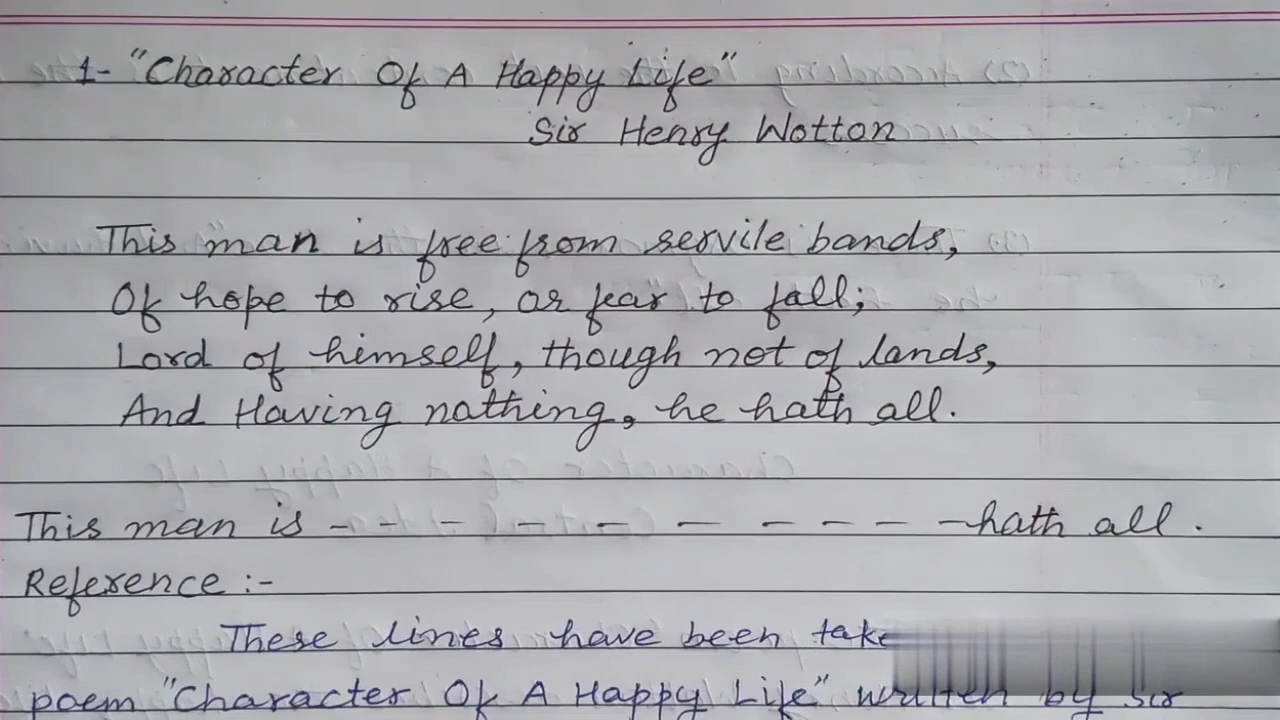 1- "Character Of A Happy Life"
Sir Henry Wotton
This man is free from servile bands,
Of hope to rise, or fear to fall;
Lord of himself, though not of lands,
And Having nothing, he hath all.
This man is - - - - - - - - - - hath all.
Reference :-
These lines have been take
poem "Character Of A Happy Life" written by Sir